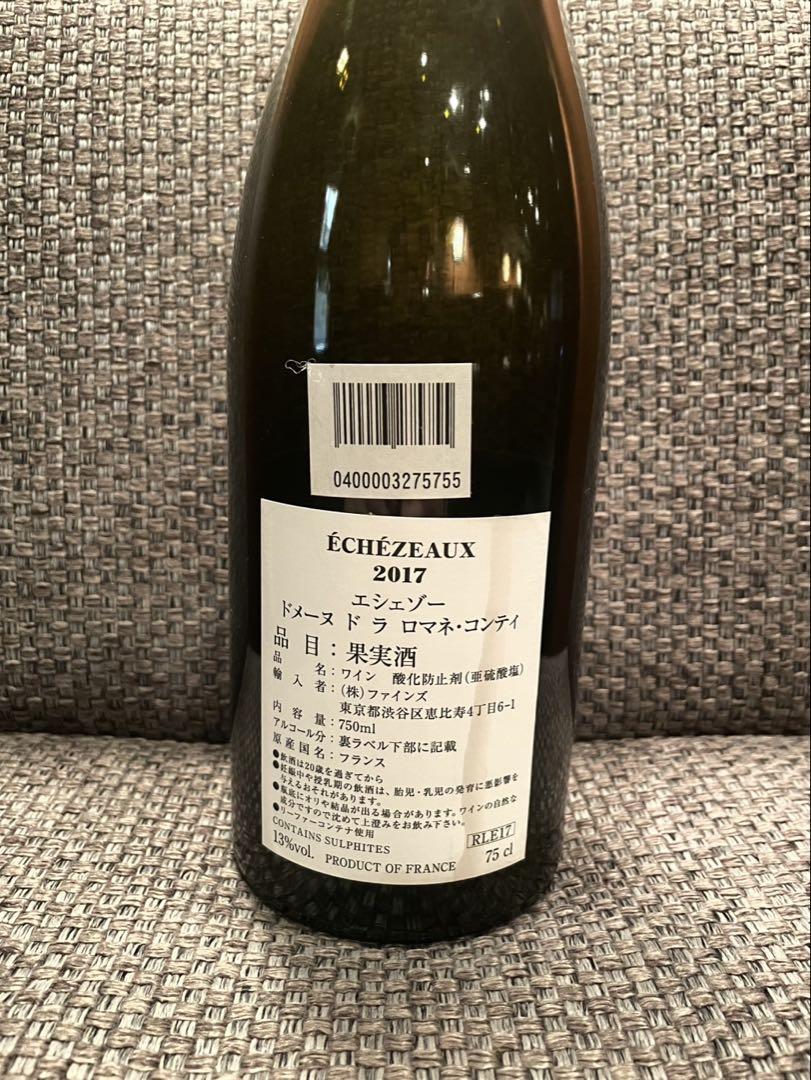 0400003275755
ÉCHÉZEAUX
2017
エシェゾー
ドメーヌ ド ラ ロマネ・コンティ
品 目：果実酒
品 名：ワイン 酸化防止剤(亜硫酸塩)
輸 入 者：(株)ファインズ
東京都渋谷区恵比寿4丁目6-1
内 容 量：750ml
アルコール分：裏ラベル下部に記載
原 産 国 名：フランス
●飲酒は20歳を過ぎてから
●妊娠中や授乳期の飲酒は、胎児・乳児の発育に悪影響を
与えるおそれがあります。
●瓶底にオリや結晶が出る場合があります。ワインの自然な
成分ですので沈めて上澄みをお飲み下さい。
●リーファーコンテナ使用
CONTAINS SULPHITES
RLE17
13%vol. PRODUCT OF FRANCE 75 cl